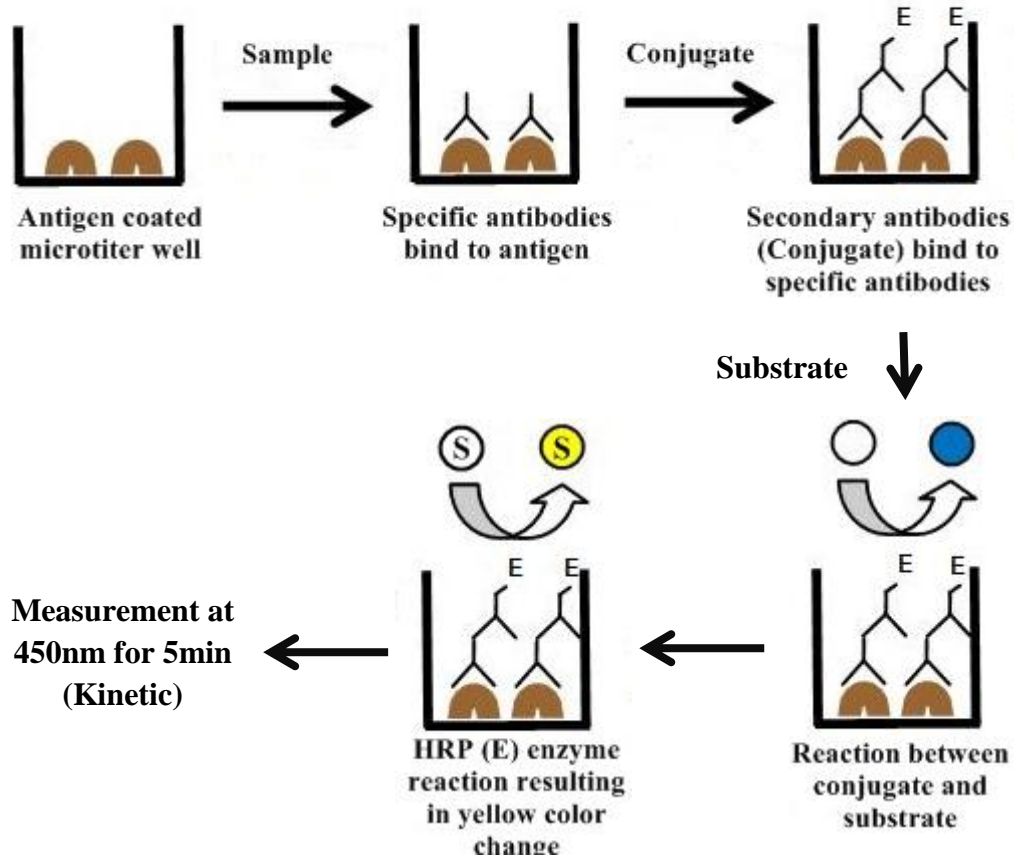 E E
Sample
Conjugate
Antigen coated
microtiter well
Specific antibodies
bind to antigen
Secondary antibodies
(Conjugate) bind to
specific antibodies
Substrate
S S
E E
E E
Measurement at
450nm for 5min
(Kinetic)
HRP (E) enzyme
reaction resulting
in yellow color
change
Reaction between
conjugate and
substrate